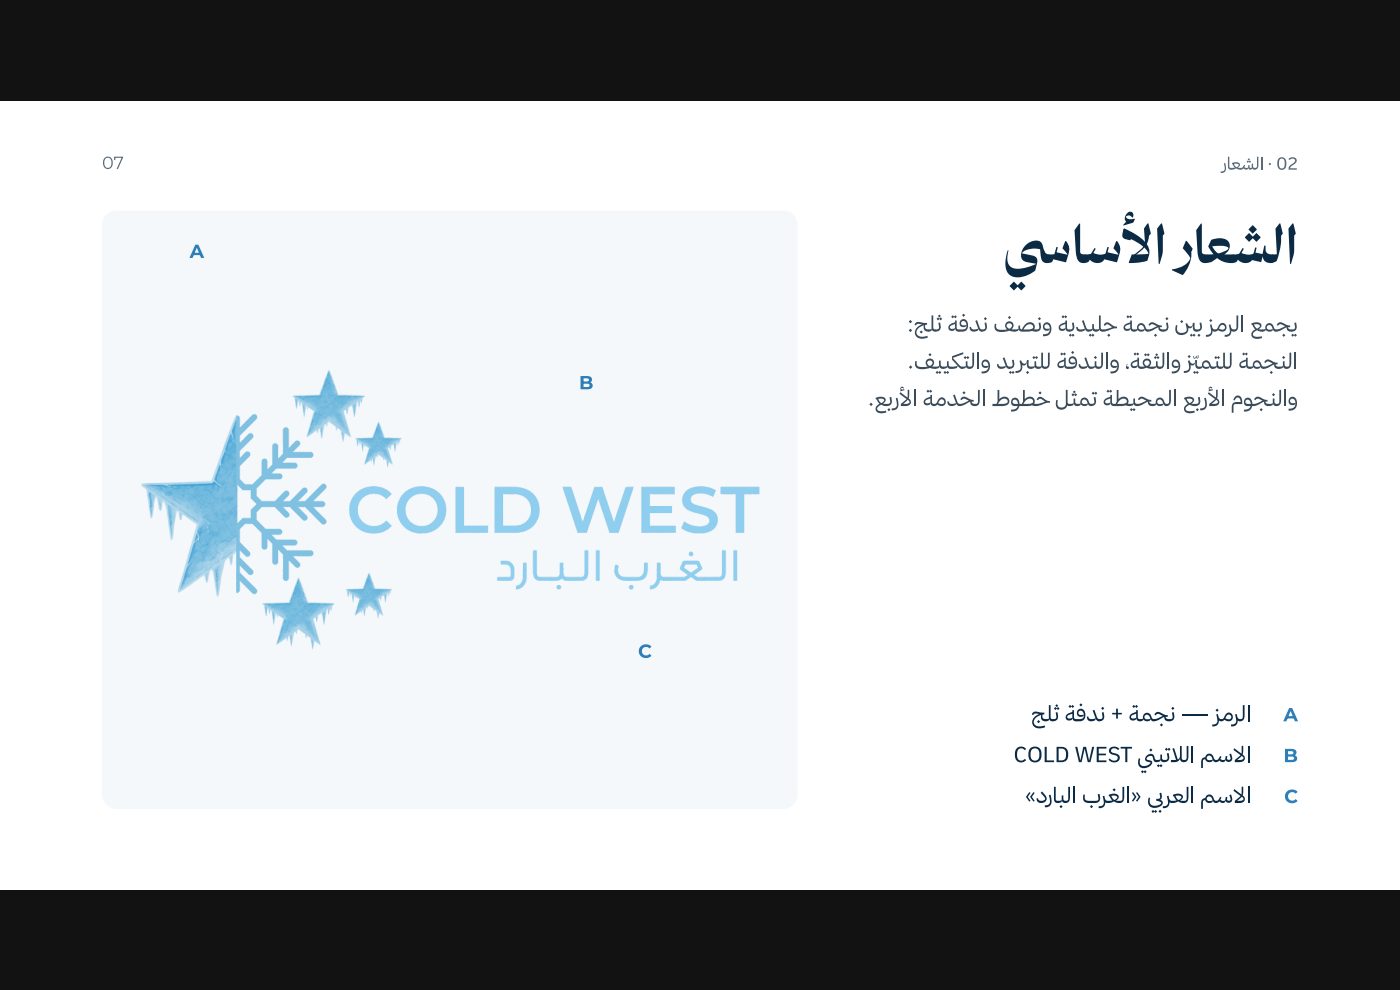 02 · الشعار
07
الشعار الأساسي
يجمع الرمز بين نجمة جليدية ونصف ندفة ثلج:
النجمة للتميّز والثقة، والندفة للتبريد والتكييف.
والنجوم الأربع المحيطة تمثل خطوط الخدمة الأربع.
A
B
COLD WEST
الغرب البارد
C
A الرمز — نجمة + ندفة ثلج
B الاسم اللاتيني COLD WEST
C الاسم العربي «الغرب البارد»